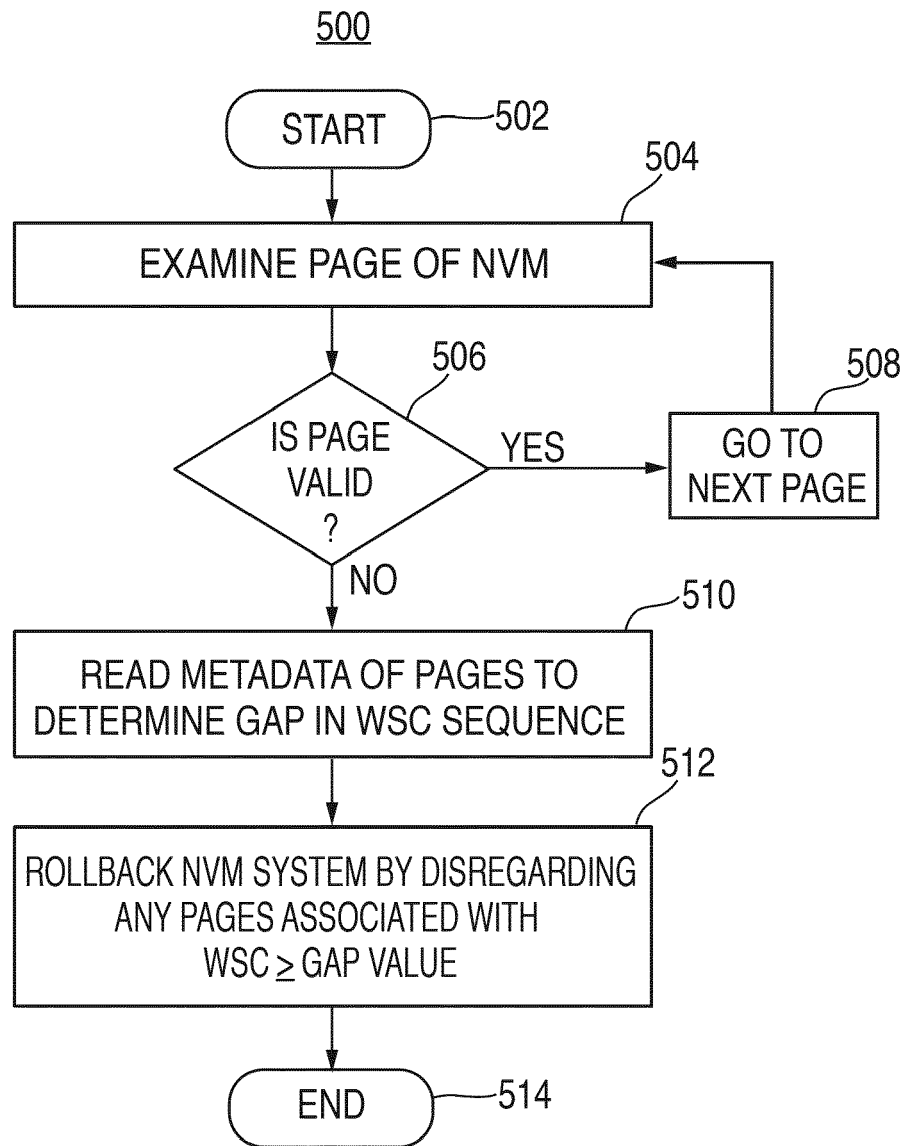 500
START
502
504
EXAMINE PAGE OF NVM
506
508
IS PAGE
VALID
?
YES
GO TO
NEXT PAGE
NO
510
READ METADATA OF PAGES TO
DETERMINE GAP IN WSC SEQUENCE
512
ROLLBACK NVM SYSTEM BY DISREGARDING
ANY PAGES ASSOCIATED WITH
WSC ≥ GAP VALUE
END
514